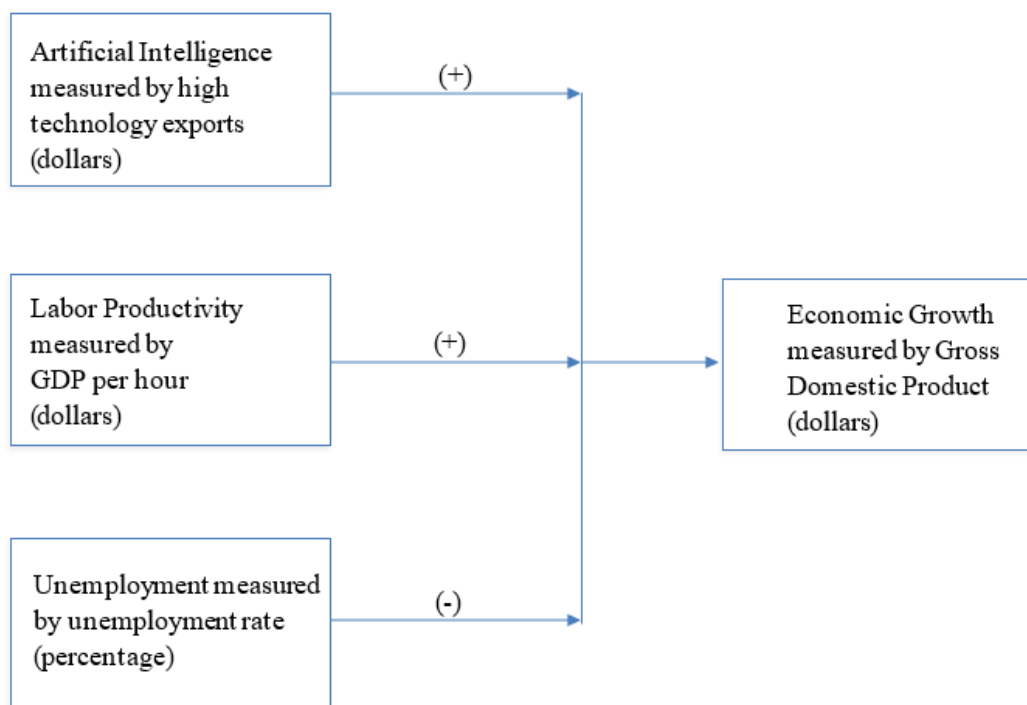 Artificial Intelligence
measured by high
technology exports
(dollars)
(+)
Labor Productivity
measured by
GDP per hour
(dollars)
(+)
Economic Growth
measured by Gross
Domestic Product
(dollars)
Unemployment measured
by unemployment rate
(percentage)
(-)